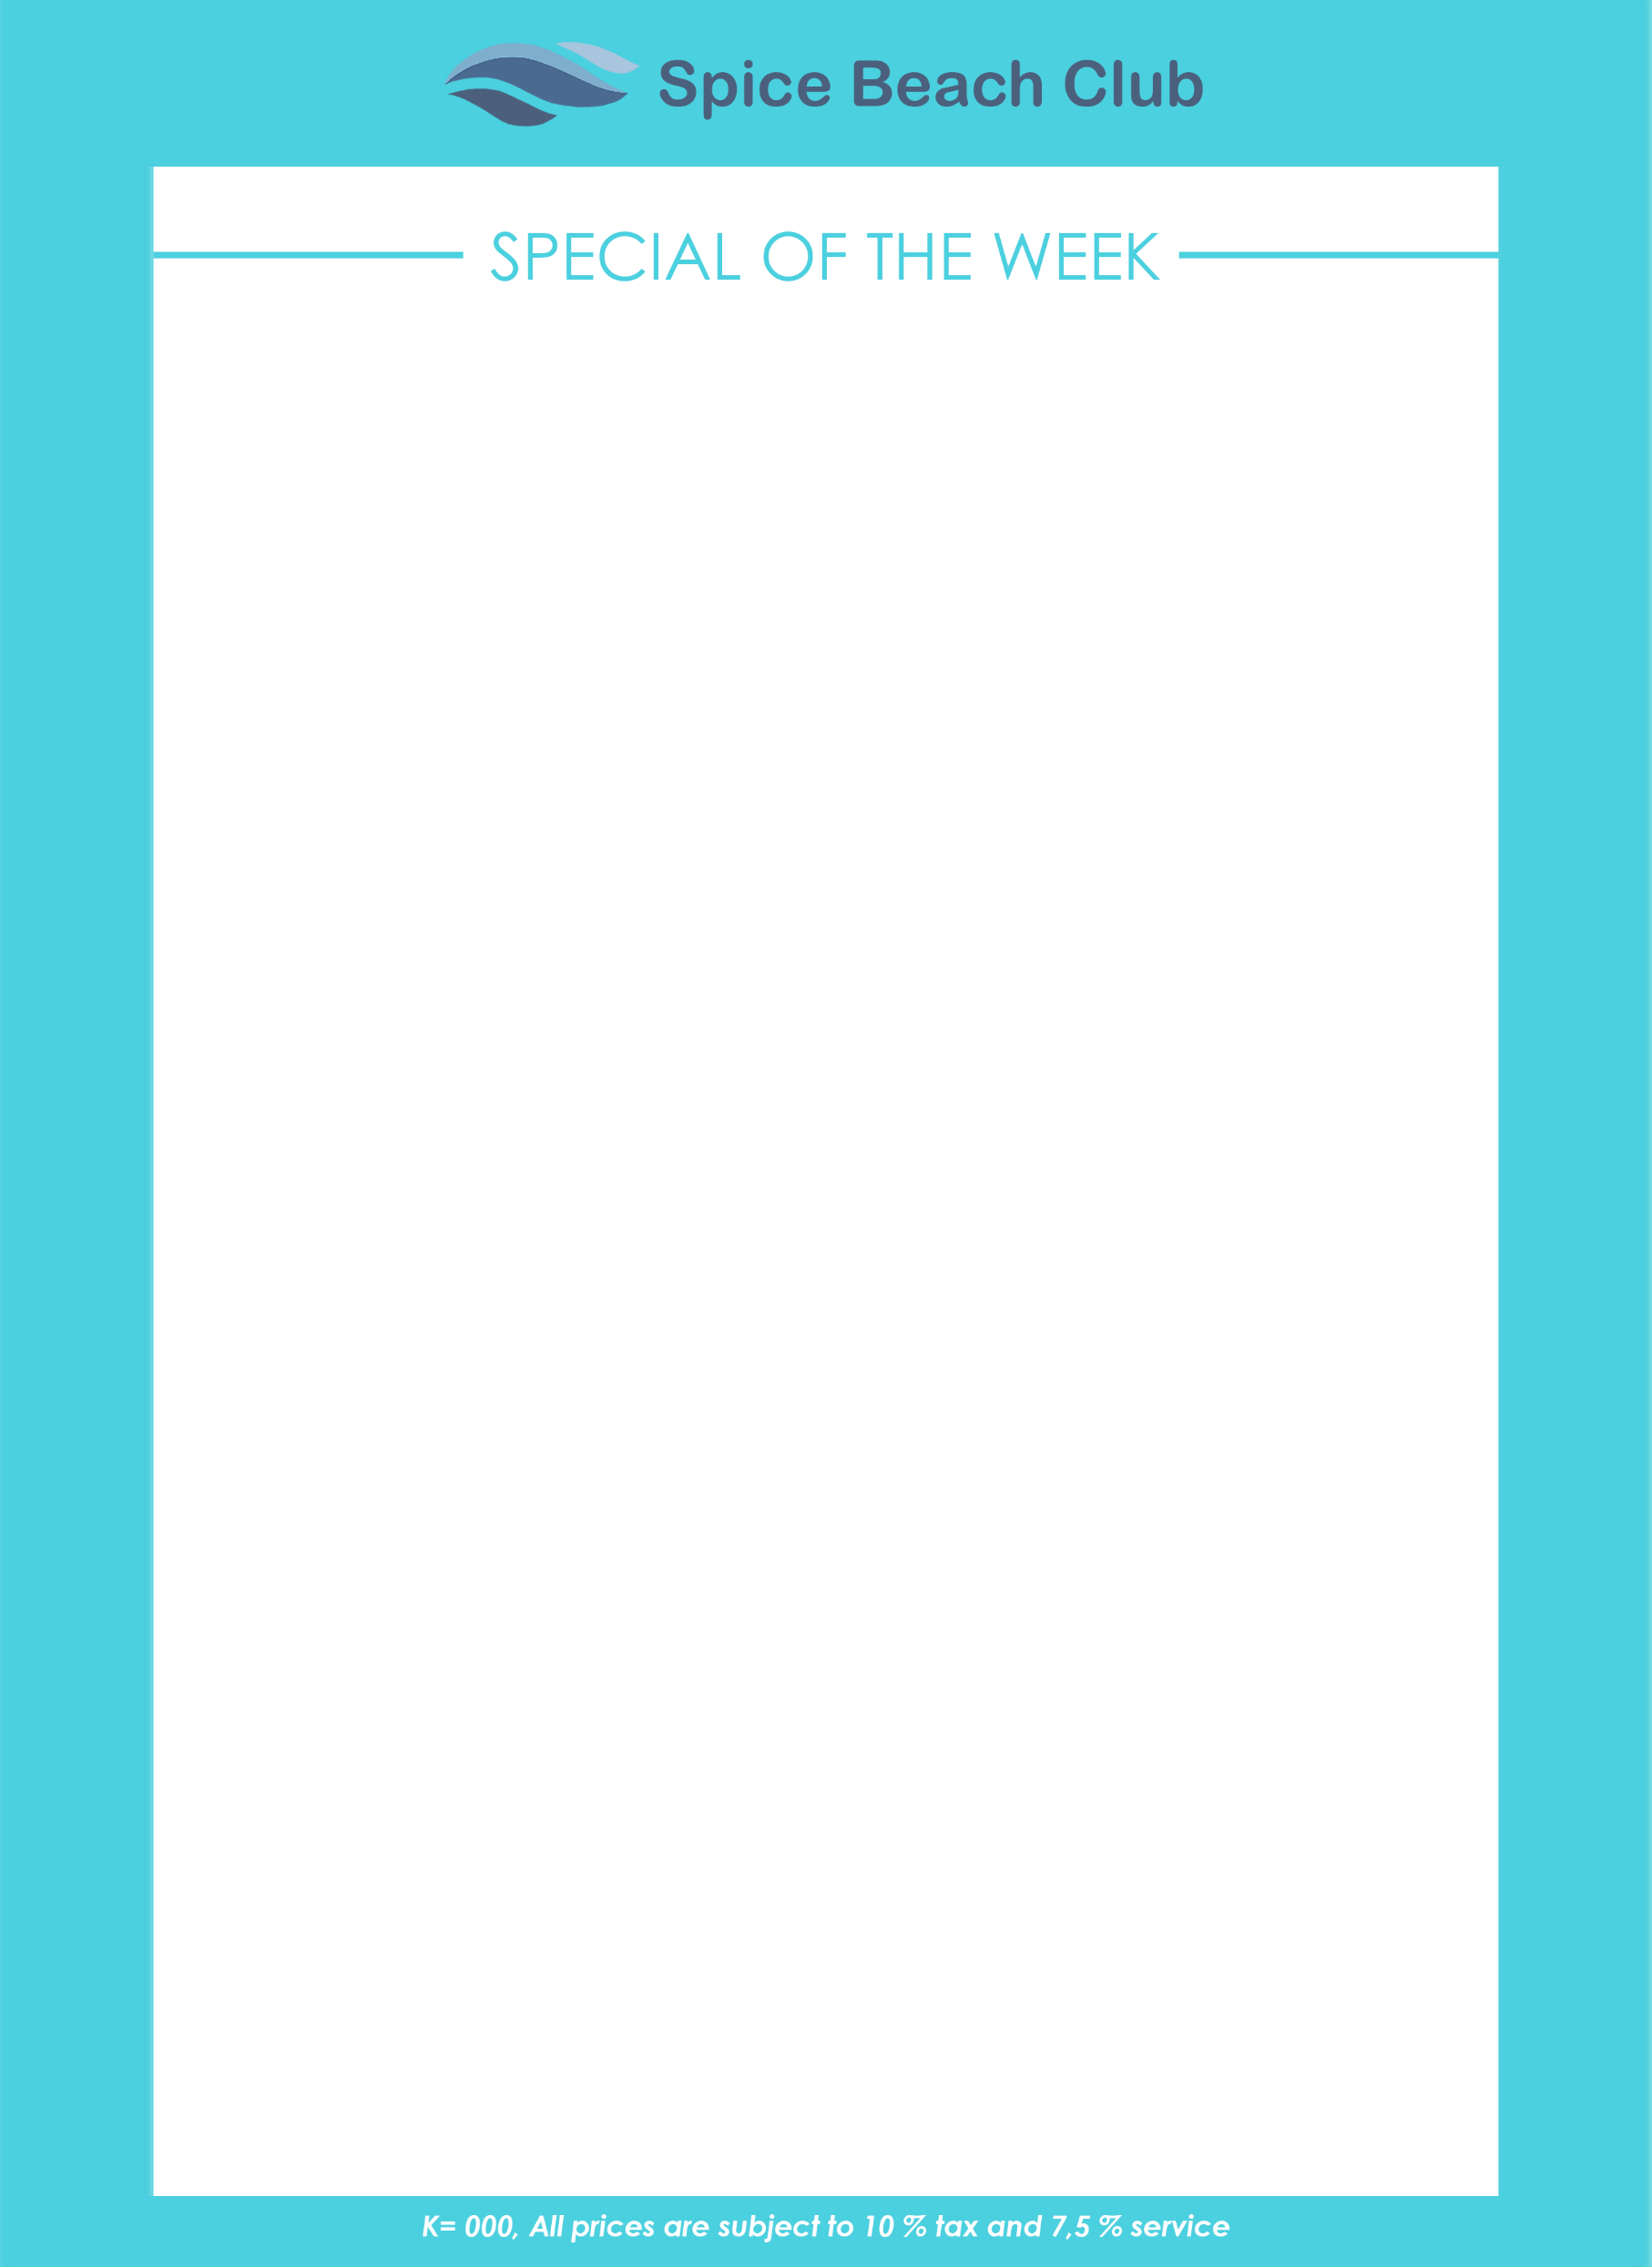 Spice Beach Club
SPECIAL OF THE WEEK
K= 000, All prices are subject to 10 % tax and 7,5 % service